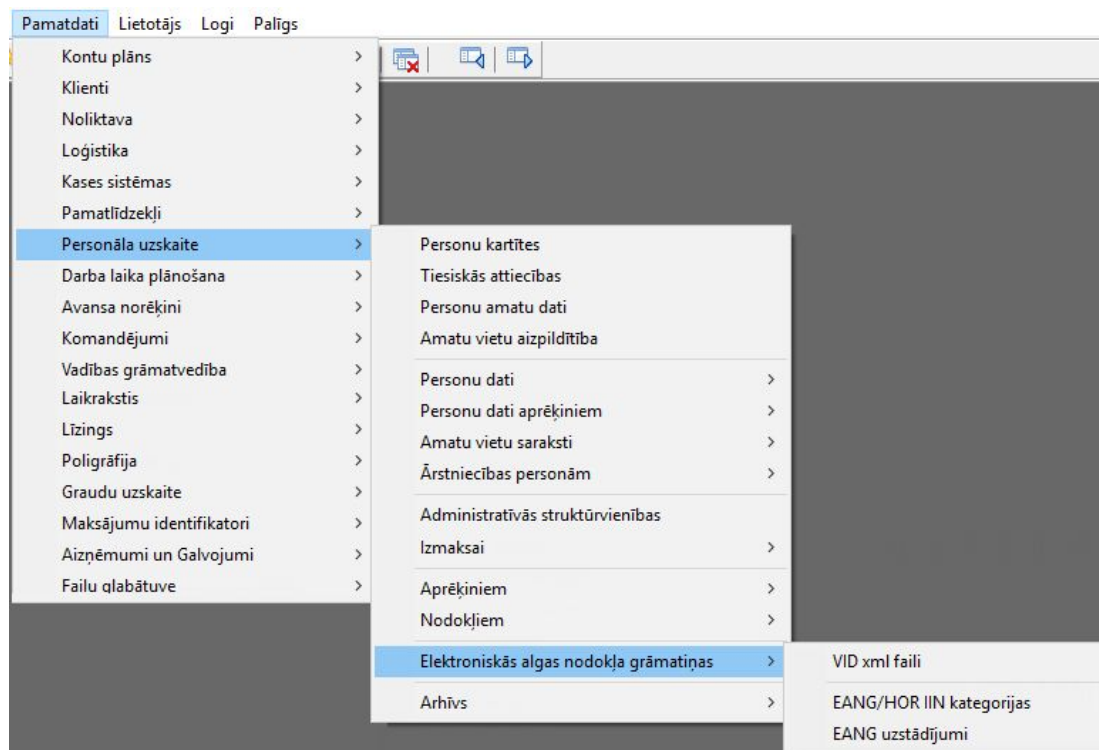 Pamatdati Lietotājs Logi Palīgs
Kontu plāns
Klienti
Noliktava
Loģistika
Kases sistēmas
Pamatlīdzekļi
Personāla uzskaite
Darba laika plānošana
Avansa norēķini
Komandējumi
Vadības grāmatvedība
Laikrakstis
Līzings
Poligrāfija
Graudu uzskaite
Maksājumu identifikatori
Aizņēmumi un Galvojumi
Failu glabātuve
Personu kartītes
Tiesiskās attiecības
Personu amatu dati
Amatu vietu aizpildītība
Personu dati
Personu dati aprēķiniem
Amatu vietu saraksti
Ārstniecības personām
Administratīvās struktūrvienības
Izmaksai
Aprēķiniem
Nodokļiem
Elektroniskās algas nodokļa grāmatiņas
Arhīvs
VID xml faili
EANG/HOR IIN kategorijas
EANG uzstādījumi